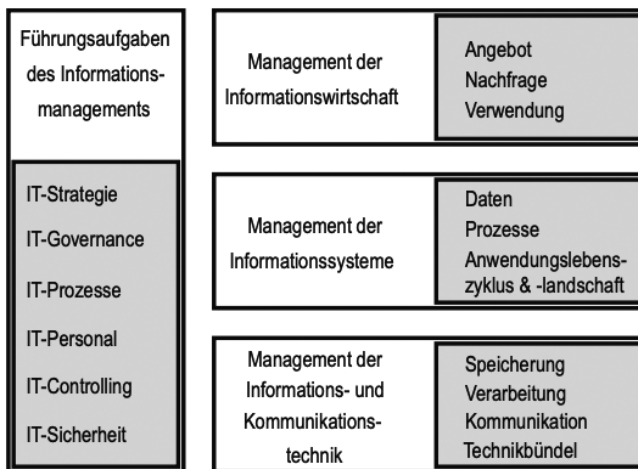 Führungsaufgaben
des Informations-
managements
IT-Strategie
IT-Governance
IT-Prozesse
IT-Personal
IT-Controlling
IT-Sicherheit
Management der
Informationswirtschaft
Angebot
Nachfrage
Verwendung
Management der
Informationssysteme
Daten
Prozesse
Anwendungslebens-
zyklus & -landschaft
Management der
Informations- und
Kommunikations-
technik
Speicherung
Verarbeitung
Kommunikation
Technikbündel